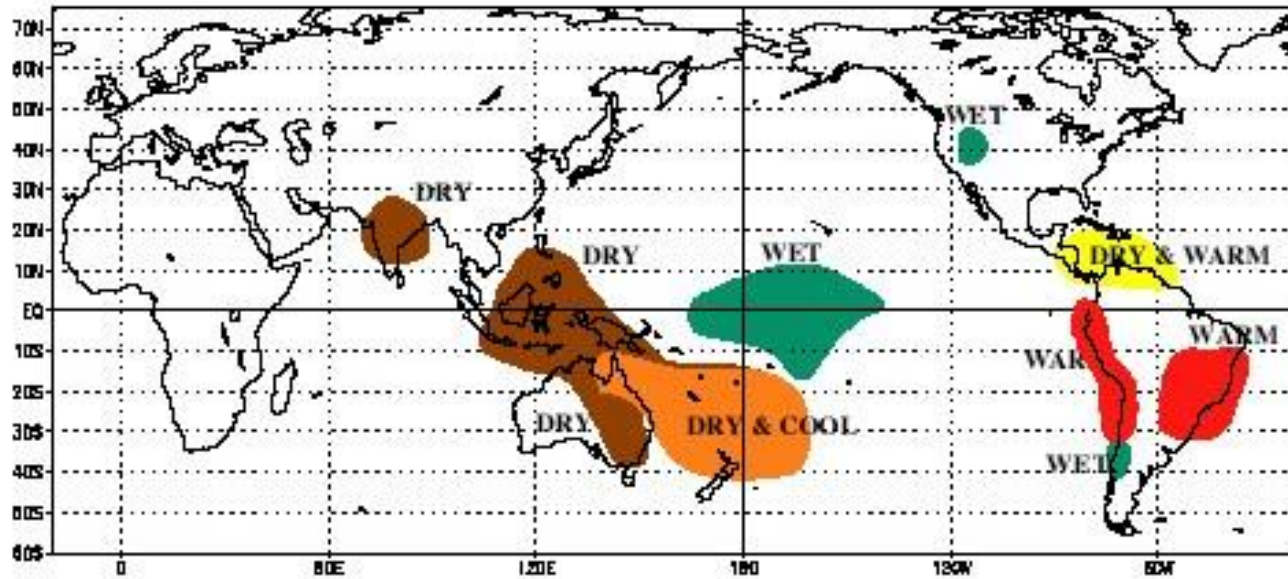 70N
60N
WET
50N
40N
30N
DRY
20N
DRY
WET
DRY & WARM
10N
EQ
WARM
10S
WAR
20S
DRY
DRY & COOL
30S
WET
40S
50S
60S
0
60E
120E
180
120W
60W